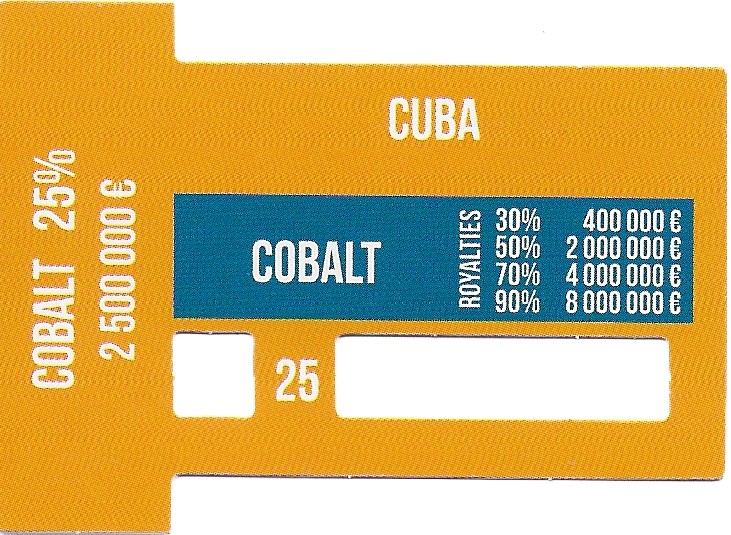 COBALT 25%
2 500 000 €
CUBA
COBALT
ROYALTIES
30% 400 000 €
50% 2 000 000 €
70% 4 000 000 €
90% 8 000 000 €
25